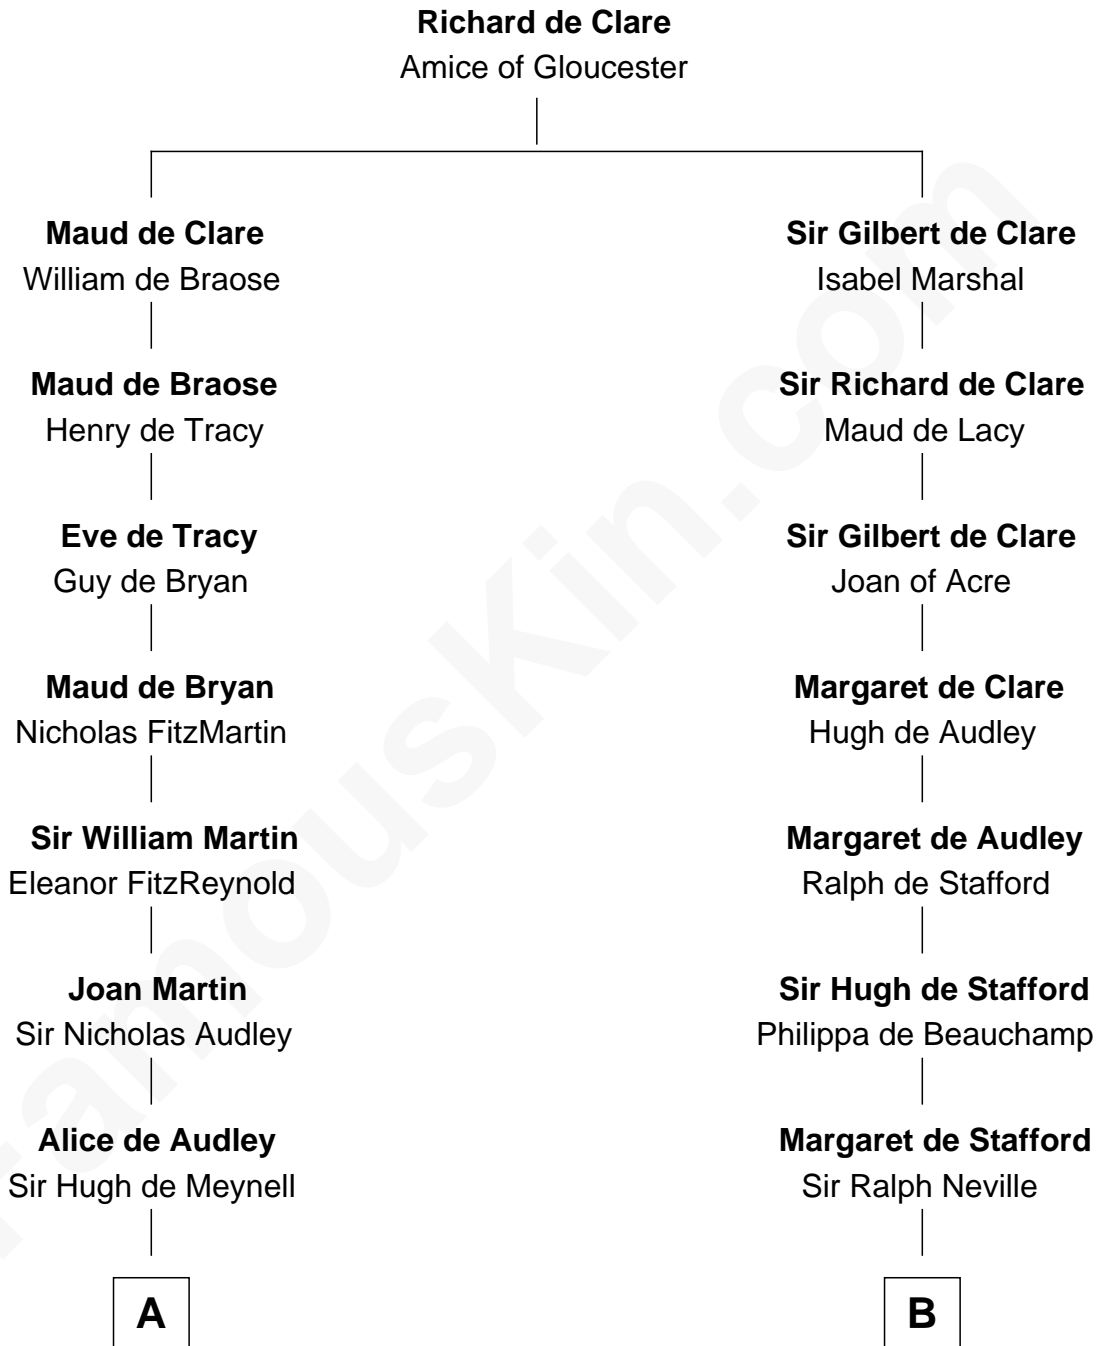 Richard de Clare
Amice of Gloucester
Maud de Clare
William de Braose
Sir Gilbert de Clare
Isabel Marshal
Maud de Braose
Henry de Tracy
Sir Richard de Clare
Maud de Lacy
Eve de Tracy
Guy de Bryan
Sir Gilbert de Clare
Joan of Acre
Maud de Bryan
Nicholas FitzMartin
Margaret de Clare
Hugh de Audley
Sir William Martin
Eleanor FitzReynold
Margaret de Audley
Ralph de Stafford
Joan Martin
Sir Nicholas Audley
Sir Hugh de Stafford
Philippa de Beauchamp
Alice de Audley
Sir Hugh de Meynell
Margaret de Stafford
Sir Ralph Neville
A
B
FamousKin.com